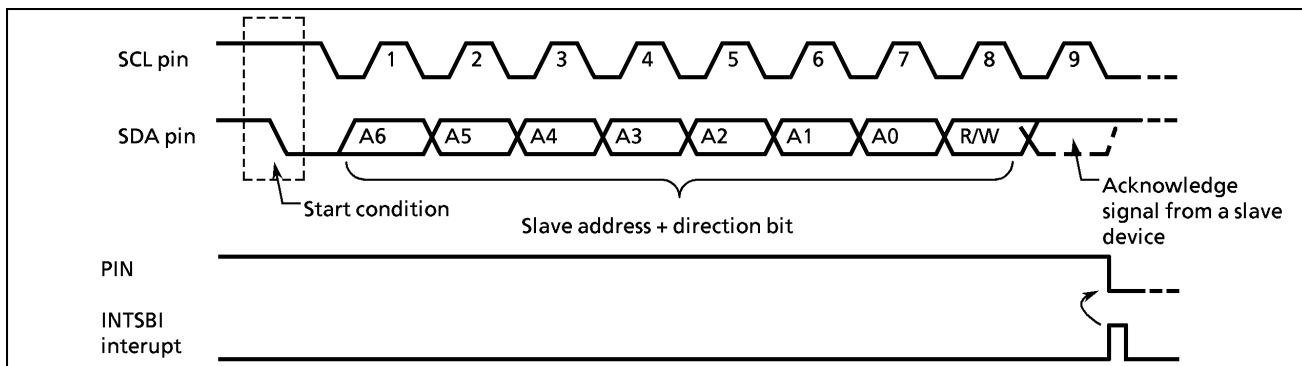 SCL pin
1 2 3 4 5 6 7 8 9
SDA pin
A6 A5 A4 A3 A2 A1 A0 R/W
Start condition
Slave address + direction bit
Acknowledge
signal from a slave
device
PIN
INTSBI
interupt